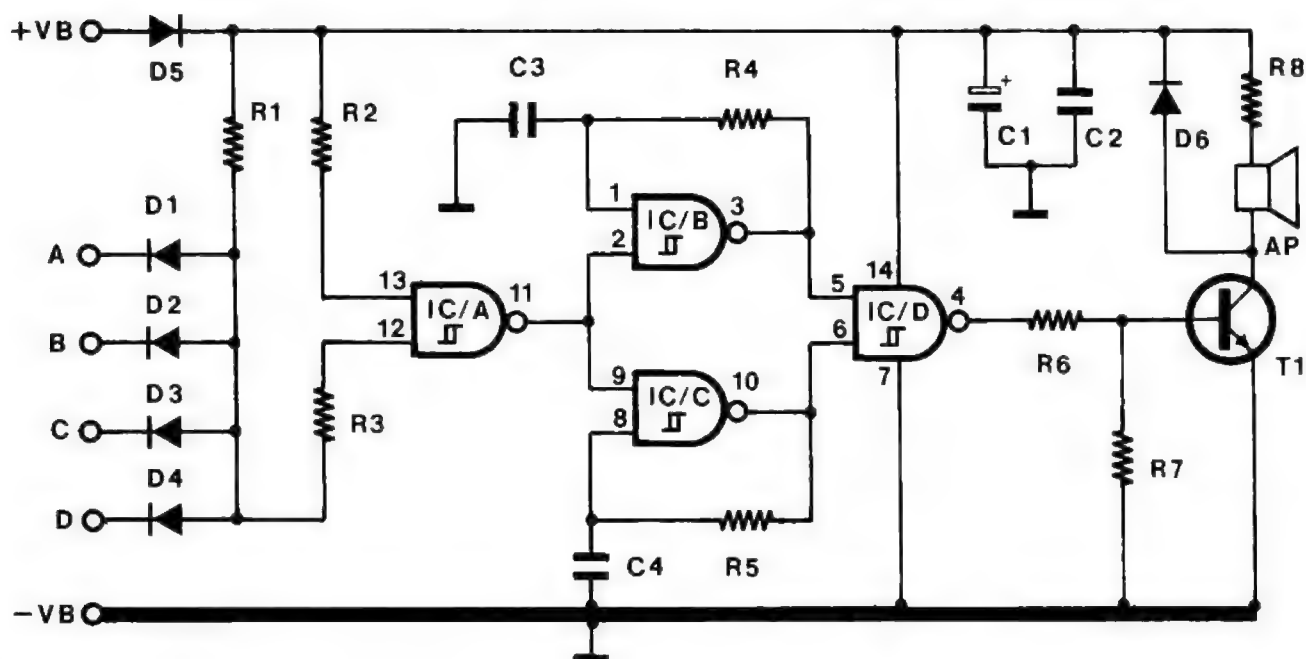 +VB
D5
C3
R4
R8
R1
R2
+
C1
C2
D6
D1
1
IC/B
3
2
A
AP
13
5
14
D2
IC/A
11
IC/D
4
12
6
B
R6
T1
7
D3
9
10
IC/C
C
R3
8
R7
D4
D
C4
R5
-VB